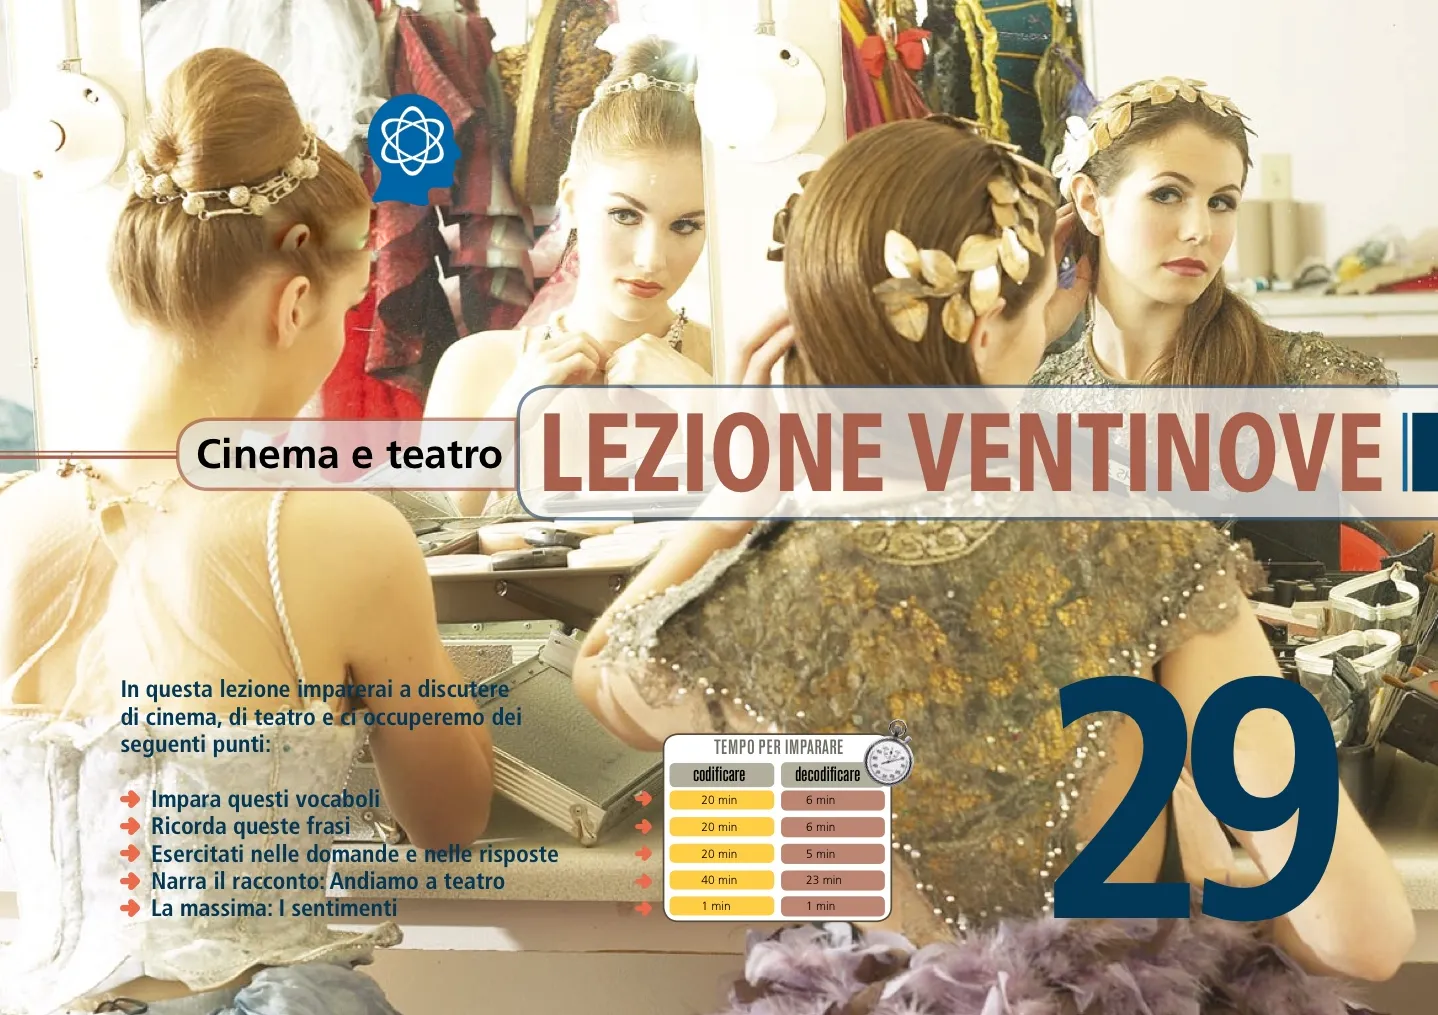 Cinema e teatro
LEZIONE VENTINOVE
In questa lezione imparerai a discutere
di cinema, di teatro e ci occuperemo dei
seguenti punti:
Impara questi vocaboli
Ricorda queste frasi
Esercitati nelle domande e nelle risposte
Narra il racconto: Andiamo a teatro
La massima: I sentimenti
TEMPO PER IMPARARE
codificare decodificare
20 min 6 min
20 min 6 min
20 min 5 min
40 min 23 min
1 min 1 min
29